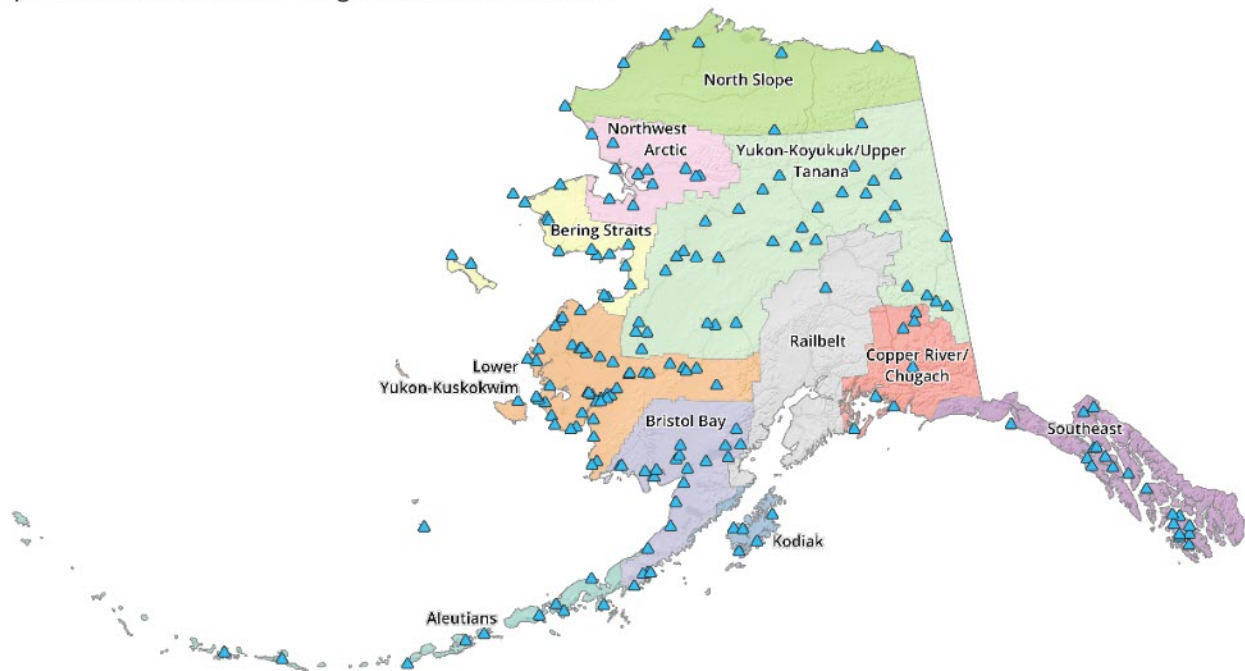 North Slope
Northwest
Arctic
Yukon-Koyukuk/Upper
Tanana
Bering Straits
Railbelt
Copper River/
Chugach
Lower
Yukon-Kuskokwim
Bristol Bay
Southeast
Kodiak
Aleutians